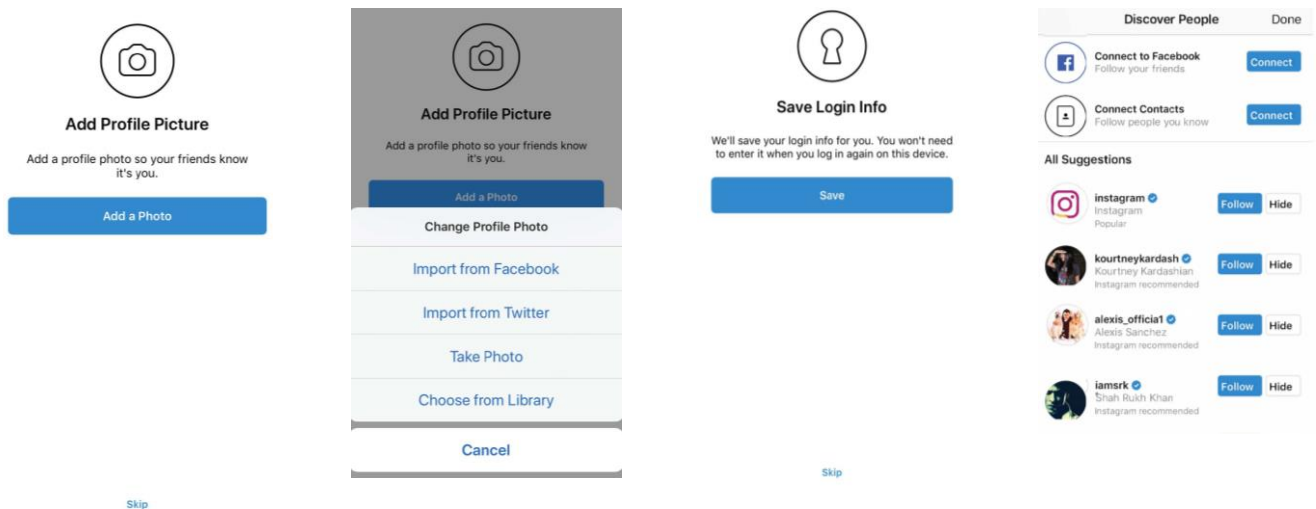 Add Profile Picture
Add a profile photo so your friends know
it's you.
Add a Photo
Skip
Add Profile Picture
Add a profile photo so your friends know
it's you.
Add a Photo
Change Profile Photo
Import from Facebook
Import from Twitter
Take Photo
Choose from Library
Cancel
Save Login Info
We'll save your login info for you. You won't need
to enter it when you log in again on this device.
Save
Skip
Discover People Done
Connect to Facebook
Follow your friends
Connect
Connect Contacts
Follow people you know
Connect
All Suggestions
instagram
Instagram
Popular
Follow Hide
kourtneykardash
Kourtney Kardashian
Instagram recommended
Follow Hide
alexis_officia1
Alexis Sanchez
Instagram recommended
Follow Hide
iamsrk
Shah Rukh Khan
Instagram recommended
Follow Hide